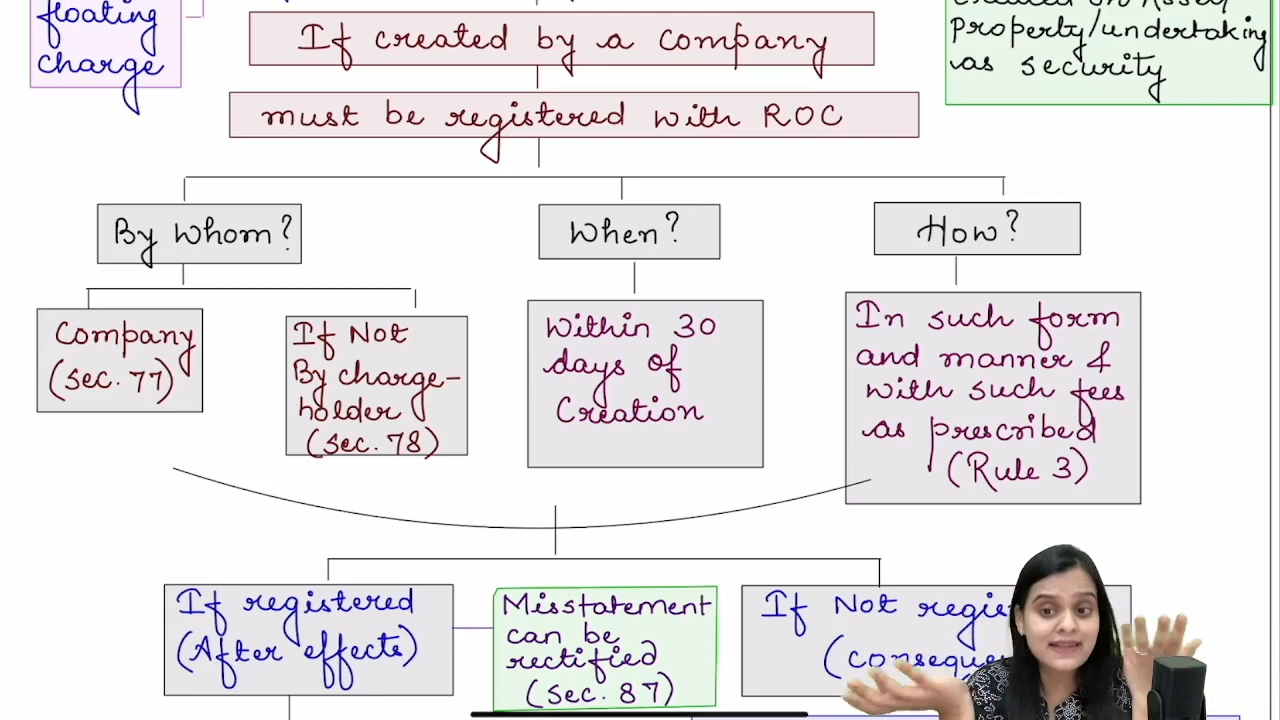 floating
charge
If created by a company
Property/undertaking
as security
must be registered with ROC
By whom?
When?
How?
Company
(Sec. 77)
If Not
By charge-
holder
(Sec. 78)
Within 30
days of
Creation
In such form
and manner &
with such fees
as prescribed
(Rule 3)
If registered
(After effects)
Misstatement
can be
rectified
(Sec. 87)
If Not